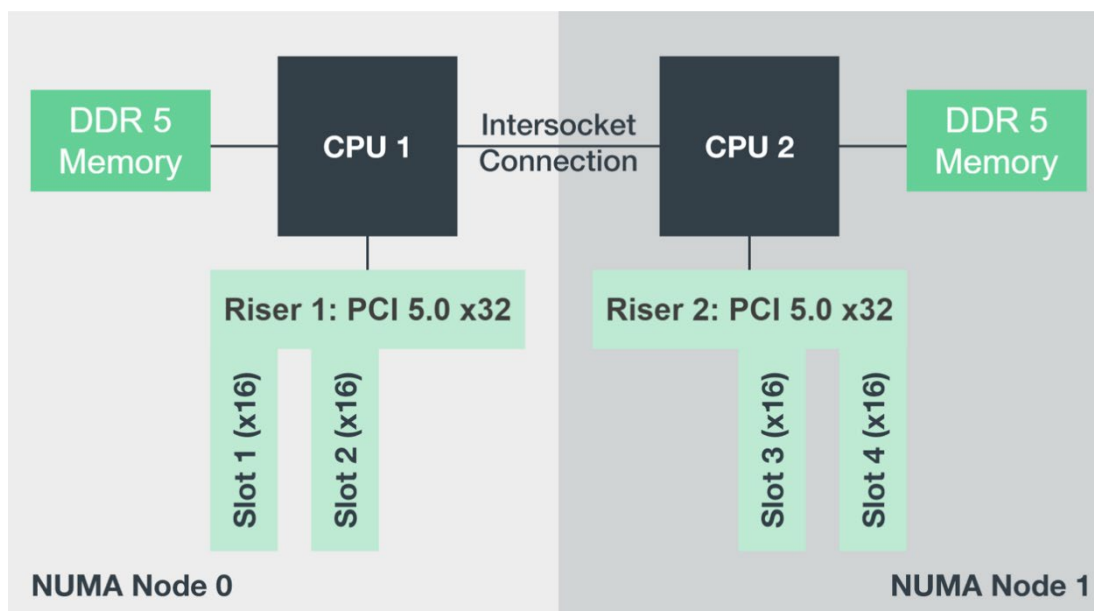 DDR 5
Memory
CPU 1
Intersocket
Connection
CPU 2
DDR 5
Memory
Riser 1: PCI 5.0 x32
Riser 2: PCI 5.0 x32
Slot 1 (x16)
Slot 2 (x16)
Slot 3 (x16)
Slot 4 (x16)
NUMA Node 0
NUMA Node 1